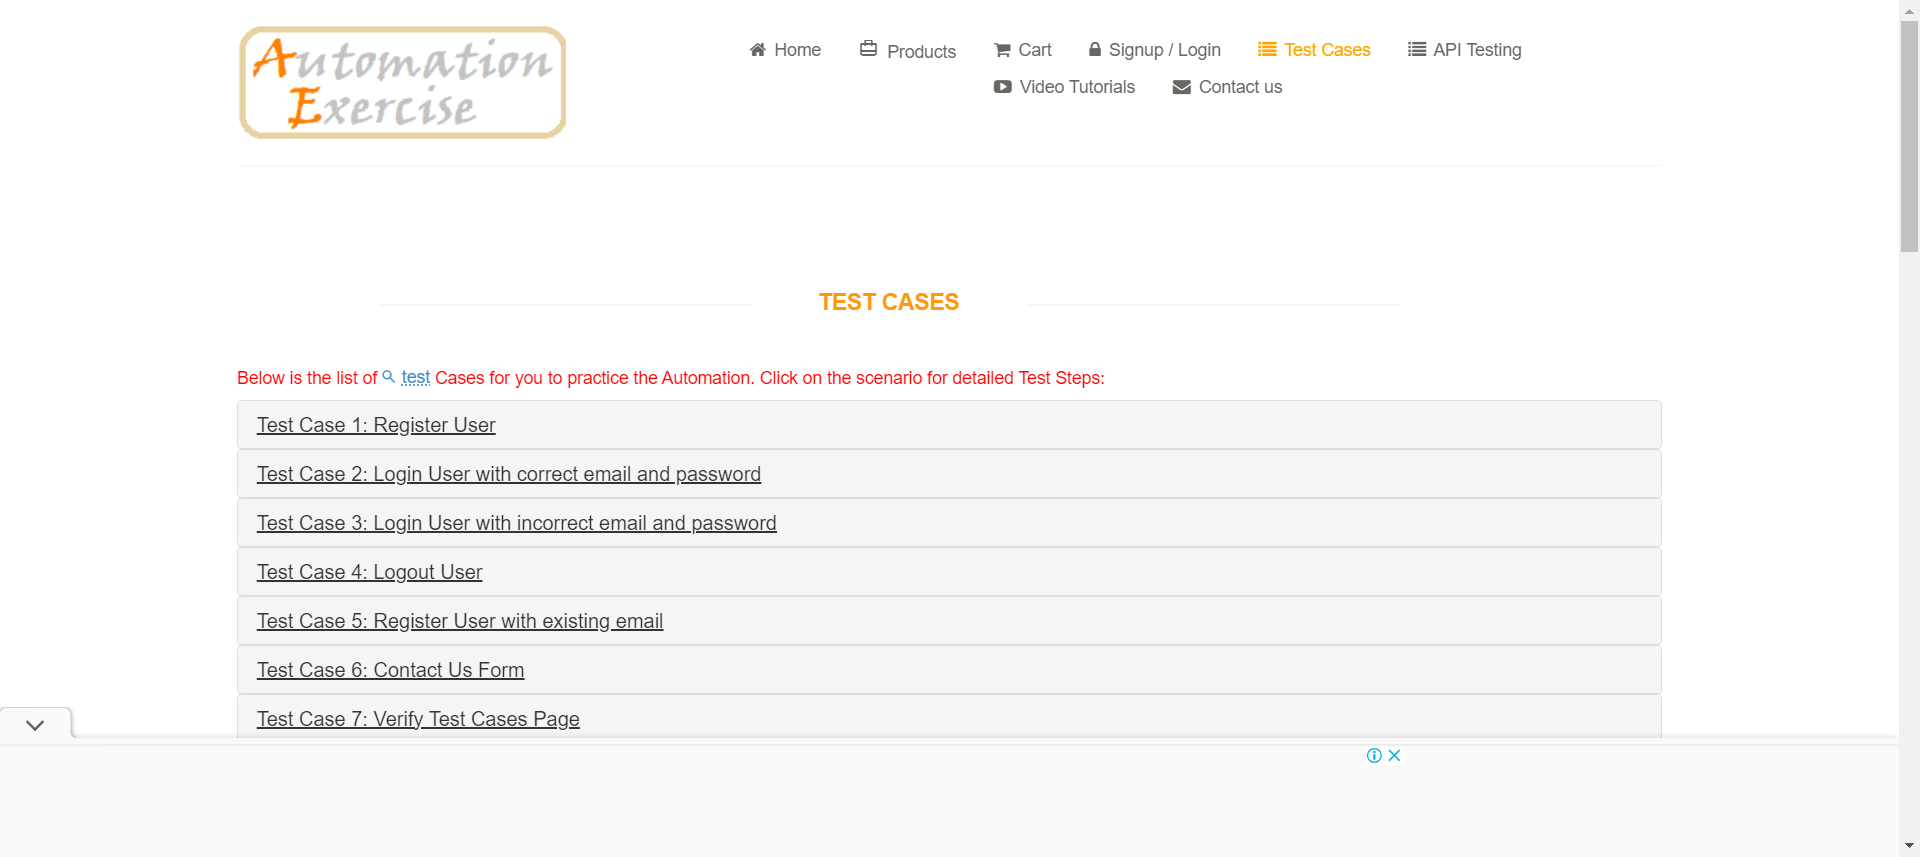 Automation
Exercise
Home Products Cart Signup / Login Test Cases API Testing
Video Tutorials Contact us
TEST CASES
Below is the list of test Cases for you to practice the Automation. Click on the scenario for detailed Test Steps:
Test Case 1: Register User
Test Case 2: Login User with correct email and password
Test Case 3: Login User with incorrect email and password
Test Case 4: Logout User
Test Case 5: Register User with existing email
Test Case 6: Contact Us Form
Test Case 7: Verify Test Cases Page